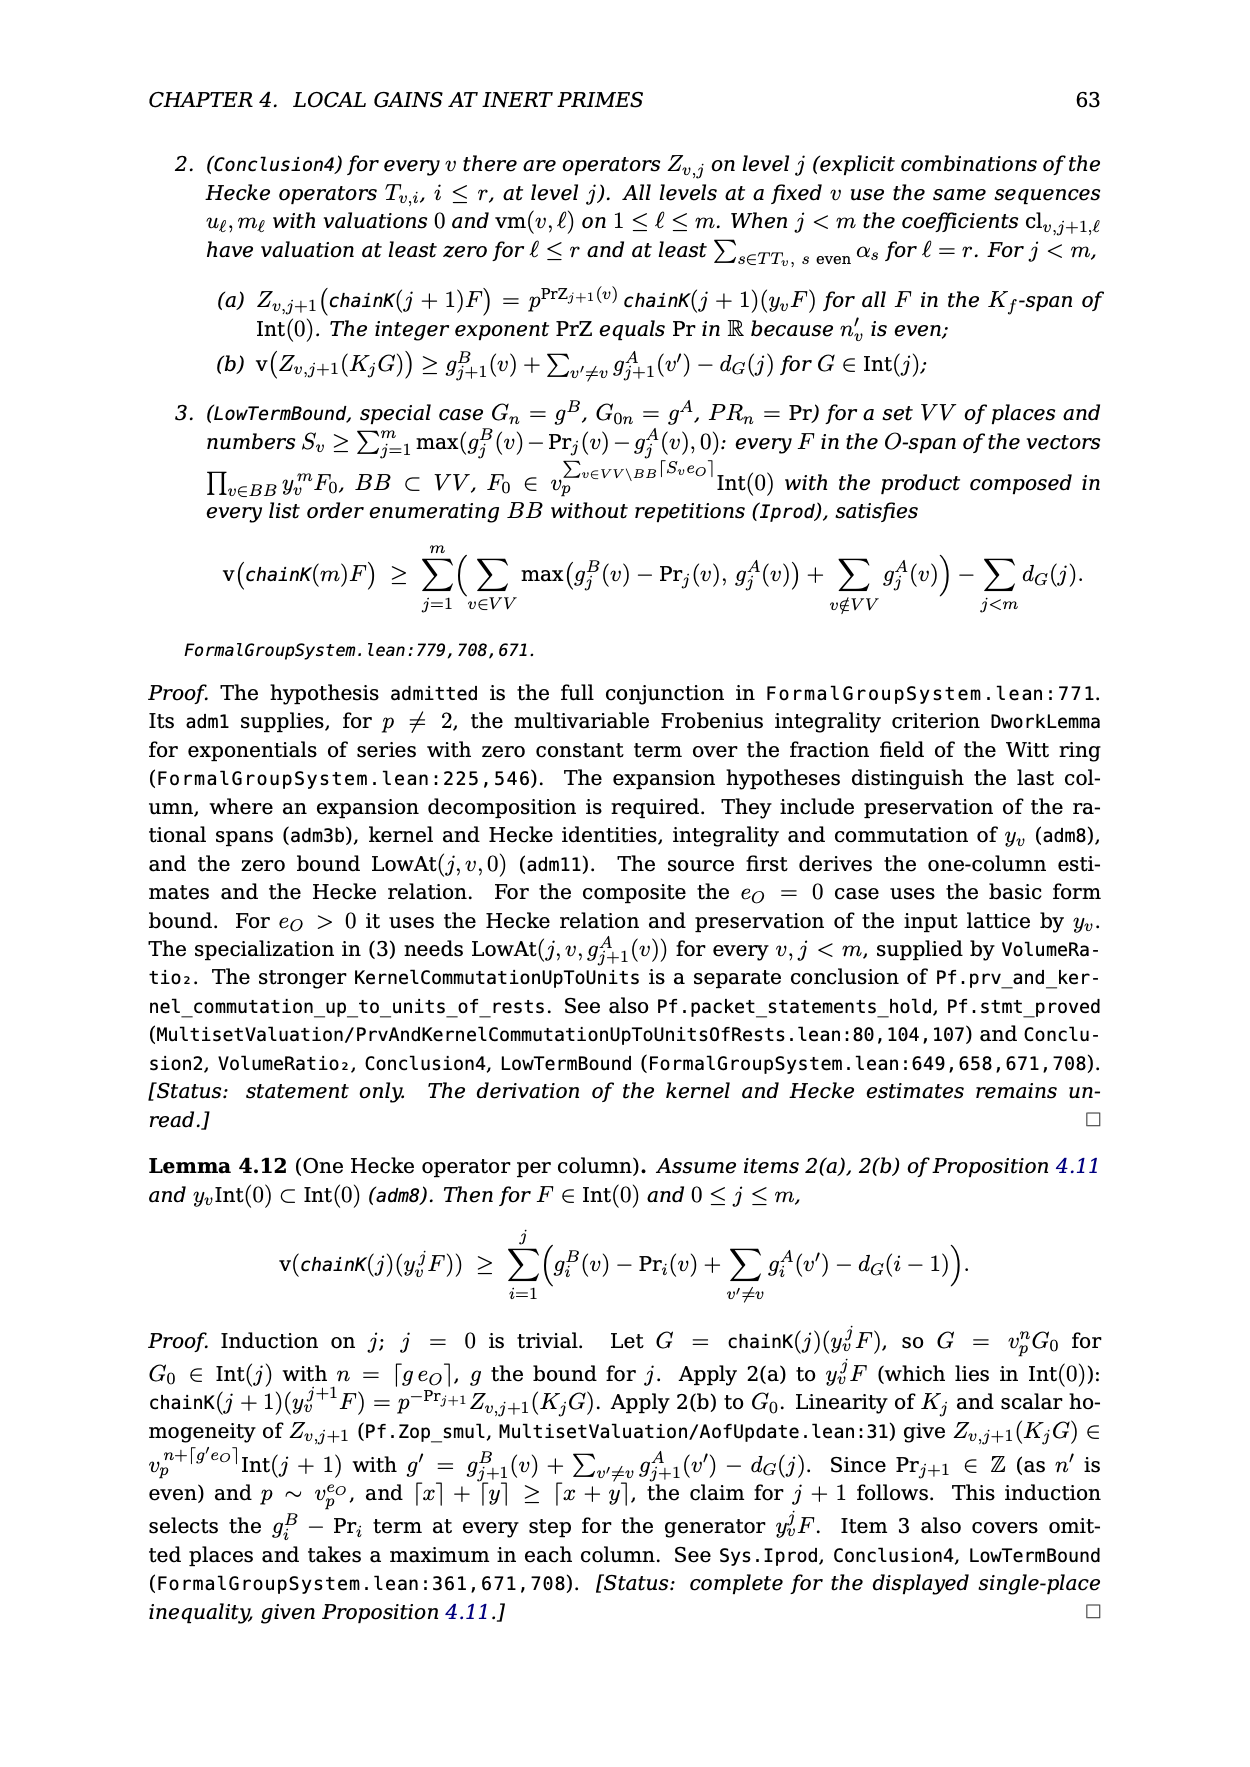 CHAPTER 4. LOCAL GAINS AT INERT PRIMES 63
2. (Conclusion4) for every v there are operators Z_{v,j} on level j (explicit combinations of the
Hecke operators T_{v,i}, i ≤ r, at level j). All levels at a fixed v use the same sequences
u_ℓ, m_ℓ with valuations 0 and vm(v, ℓ) on 1 ≤ ℓ ≤ m. When j < m the coefficients cl_{v,j+1,ℓ}
have valuation at least zero for ℓ ≤ r and at least ∑_{s∈TT_v, s even} α_s for ℓ = r. For j < m,
(a) Z_{v,j+1}(chainK(j + 1)F) = p^{PrZ_{j+1}(v)} chainK(j + 1)(y_vF) for all F in the K_f-span of
Int(0). The integer exponent PrZ equals Pr in ℝ because n′_v is even;
(b) v(Z_{v,j+1}(K_jG)) ≥ g^B_{j+1}(v) + ∑_{v′≠v} g^A_{j+1}(v′) − d_G(j) for G ∈ Int(j);
3. (LowTermBound, special case G_n = g^B, G_{0n} = g^A, PR_n = Pr) for a set VV of places and
numbers S_v ≥ ∑^m_{j=1} max(g^B_j(v) − Pr_j(v) − g^A_j(v), 0): every F in the O-span of the vectors
∏_{v∈BB} y_v^m F_0, BB ⊂ VV, F_0 ∈ v_p^{∑_{v∈VV\BB}⌈S_v e_O⌉} Int(0) with the product composed in
every list order enumerating BB without repetitions (Iprod), satisfies
v(chainK(m)F) ≥ ∑_{j=1}^{m} (∑_{v∈VV} max(g^B_j(v) − Pr_j(v), g^A_j(v)) + ∑_{v∉VV} g^A_j(v)) − ∑_{j<m} d_G(j).
FormalGroupSystem.lean:779,708,671.
Proof. The hypothesis admitted is the full conjunction in FormalGroupSystem.lean:771.
Its adm1 supplies, for p ≠ 2, the multivariable Frobenius integrality criterion DworkLemma
for exponentials of series with zero constant term over the fraction field of the Witt ring
(FormalGroupSystem.lean:225,546). The expansion hypotheses distinguish the last col-
umn, where an expansion decomposition is required. They include preservation of the ra-
tional spans (adm3b), kernel and Hecke identities, integrality and commutation of y_v (adm8),
and the zero bound LowAt(j, v, 0) (adm11). The source first derives the one-column esti-
mates and the Hecke relation. For the composite the e_O = 0 case uses the basic form
bound. For e_O > 0 it uses the Hecke relation and preservation of the input lattice by y_v.
The specialization in (3) needs LowAt(j, v, g^A_{j+1}(v)) for every v, j < m, supplied by VolumeRa-
tio₂. The stronger KernelCommutationUpToUnits is a separate conclusion of Pf.prv_and_ker-
nel_commutation_up_to_units_of_rests. See also Pf.packet_statements_hold, Pf.stmt_proved
(MultisetValuation/PrvAndKernelCommutationUpToUnitsOfRests.lean:80,104,107) and Conclu-
sion2, VolumeRatio₂, Conclusion4, LowTermBound (FormalGroupSystem.lean:649,658,671,708).
[Status: statement only. The derivation of the kernel and Hecke estimates remains un-
read.] □
Lemma 4.12 (One Hecke operator per column). Assume items 2(a), 2(b) of Proposition 4.11
and y_vInt(0) ⊂ Int(0) (adm8). Then for F ∈ Int(0) and 0 ≤ j ≤ m,
v(chainK(j)(y_v^j F)) ≥ ∑_{i=1}^{j} (g^B_i(v) − Pr_i(v) + ∑_{v′≠v} g^A_i(v′) − d_G(i − 1)).
Proof. Induction on j; j = 0 is trivial. Let G = chainK(j)(y_v^j F), so G = v_p^n G_0 for
G_0 ∈ Int(j) with n = ⌈g e_O⌉, g the bound for j. Apply 2(a) to y_v^j F (which lies in Int(0)):
chainK(j + 1)(y_v^{j+1} F) = p^{−Pr_{j+1}} Z_{v,j+1}(K_jG). Apply 2(b) to G_0. Linearity of K_j and scalar ho-
mogeneity of Z_{v,j+1} (Pf.Zop_smul, MultisetValuation/AofUpdate.lean:31) give Z_{v,j+1}(K_jG) ∈
v_p^{n+⌈g′e_O⌉} Int(j + 1) with g′ = g^B_{j+1}(v) + ∑_{v′≠v} g^A_{j+1}(v′) − d_G(j). Since Pr_{j+1} ∈ ℤ (as n′ is
even) and p ∼ v_p^{e_O}, and ⌈x⌉ + ⌈y⌉ ≥ ⌈x + y⌉, the claim for j + 1 follows. This induction
selects the g^B_i − Pr_i term at every step for the generator y_v^j F. Item 3 also covers omit-
ted places and takes a maximum in each column. See Sys.Iprod, Conclusion4, LowTermBound
(FormalGroupSystem.lean:361,671,708). [Status: complete for the displayed single-place
inequality, given Proposition 4.11.] □